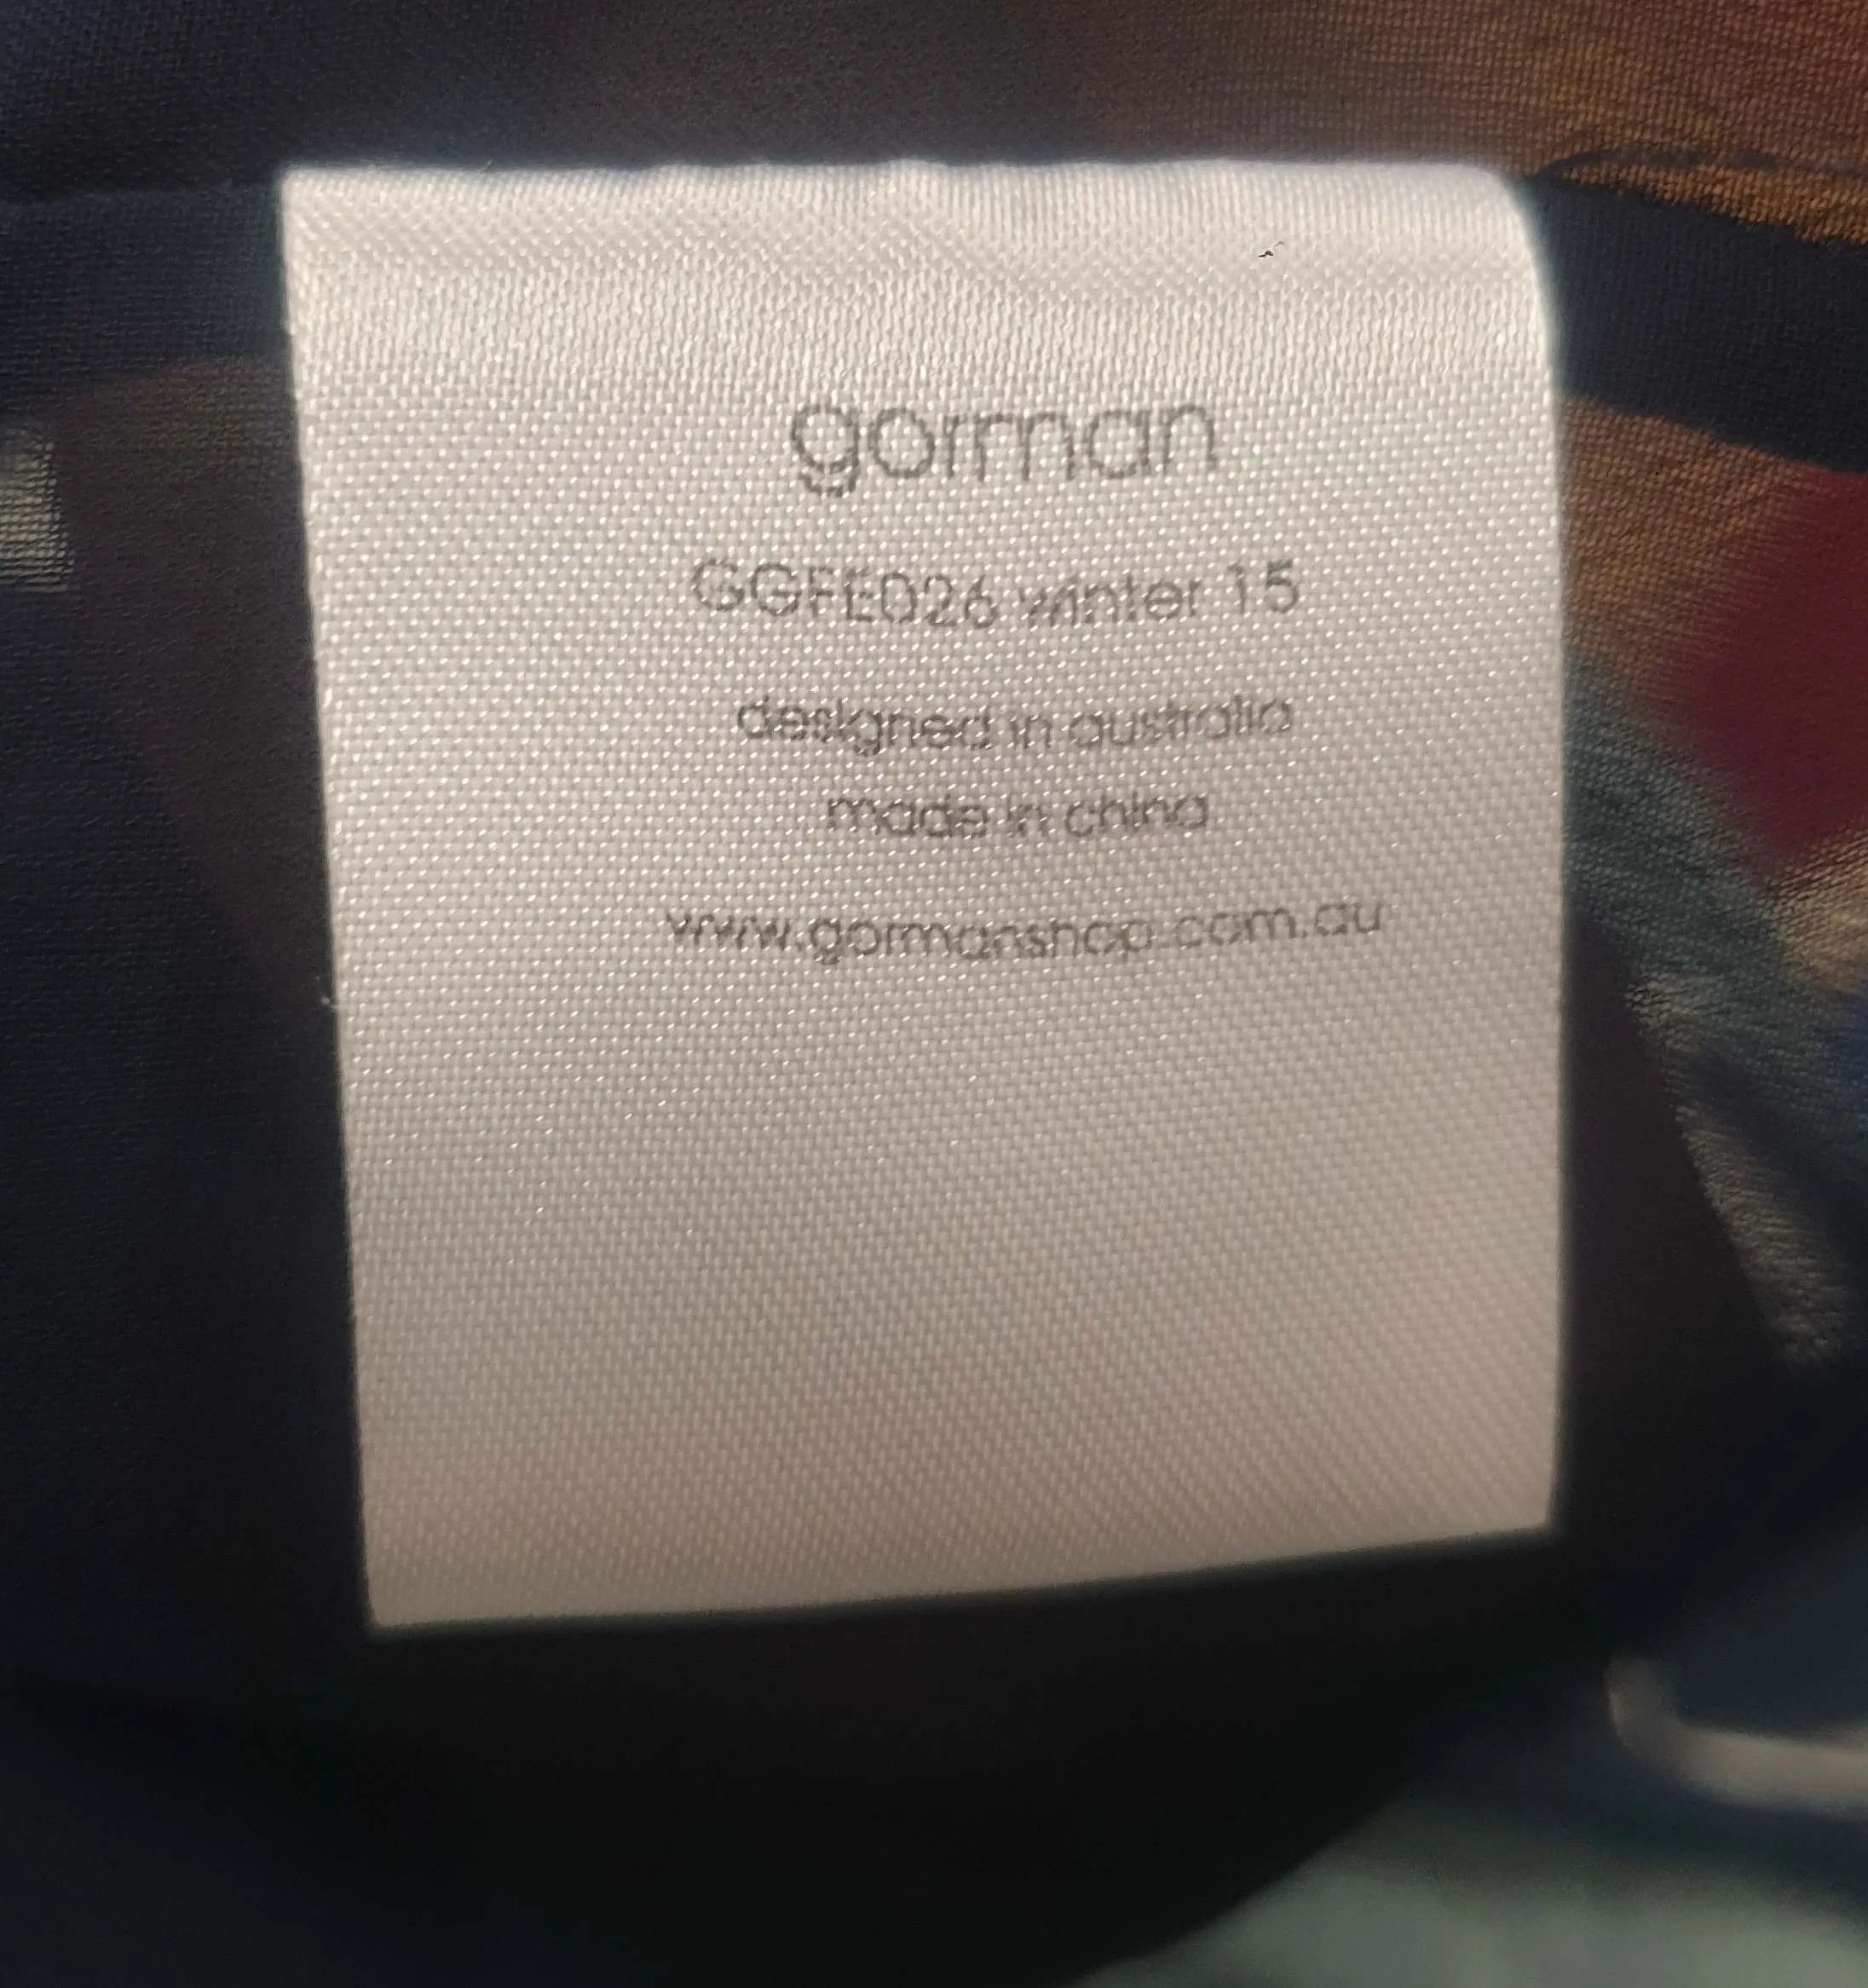 gorman
GGFE026 winter 15
designed in australia
made in china
www.gormanshop.com.au